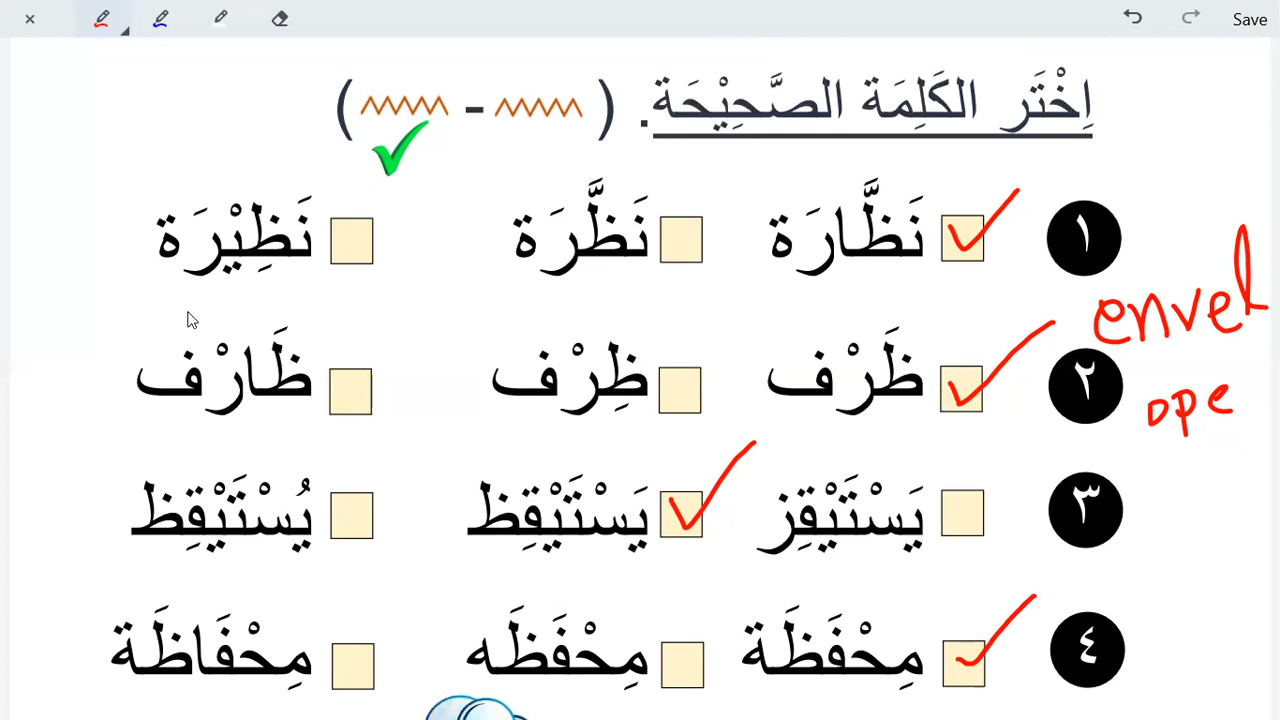 Save
اِخْتَر الكَلِمَة الصَّحِيْحَة. ( - )
١ نَظَّارَة نَظَّرَة نَظِيْرَة
envel
٢ ظَرْف ظِرْف ظَارْف
ope
٣ يَسْتَيْقِز يَسْتَيْقِظ يُسْتَيْقِظ
٤ مِحْفَظَة مِحْفَظَه مِحْفَاظَة